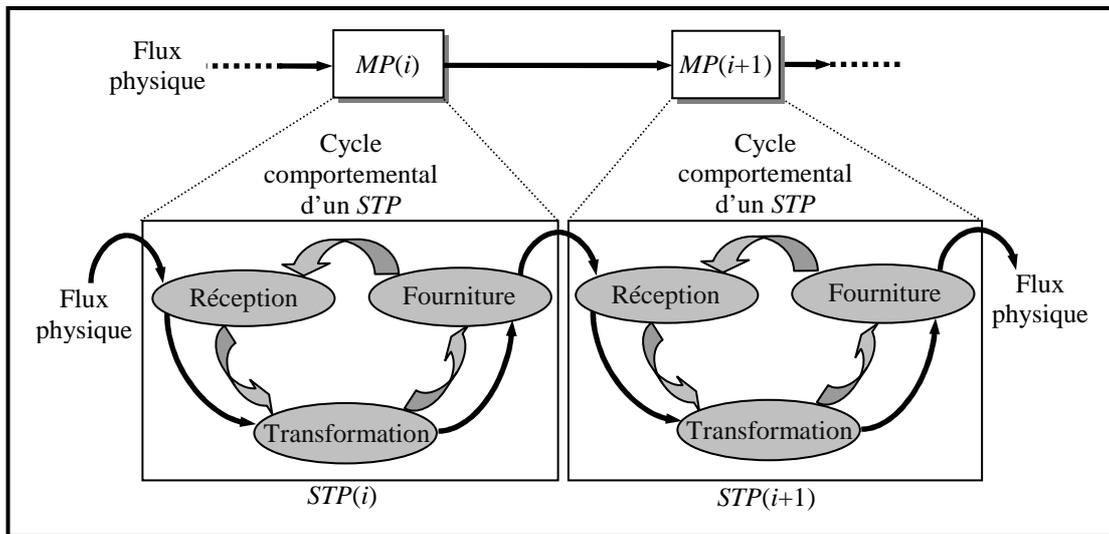 Flux
physique
MP(i)
MP(i+1)
Cycle
comportemental
d'un STP
Cycle
comportemental
d'un STP
Flux
physique
Réception
Fourniture
Transformation
STP(i)
Réception
Fourniture
Transformation
STP(i+1)
Flux
physique